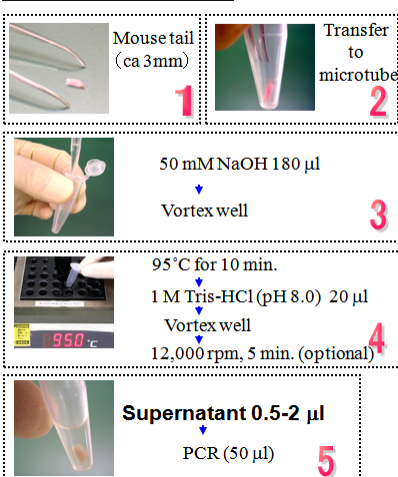 Mouse tail
(ca 3mm)
1
Transfer
to
microtube
2
50 mM NaOH 180 µl
Vortex well
3
95˚C for 10 min.
1 M Tris-HCl (pH 8.0) 20 µl
Vortex well
12,000 rpm, 5 min. (optional)
4
95.0 °C
Supernatant 0.5-2 µl
PCR (50 µl)
5